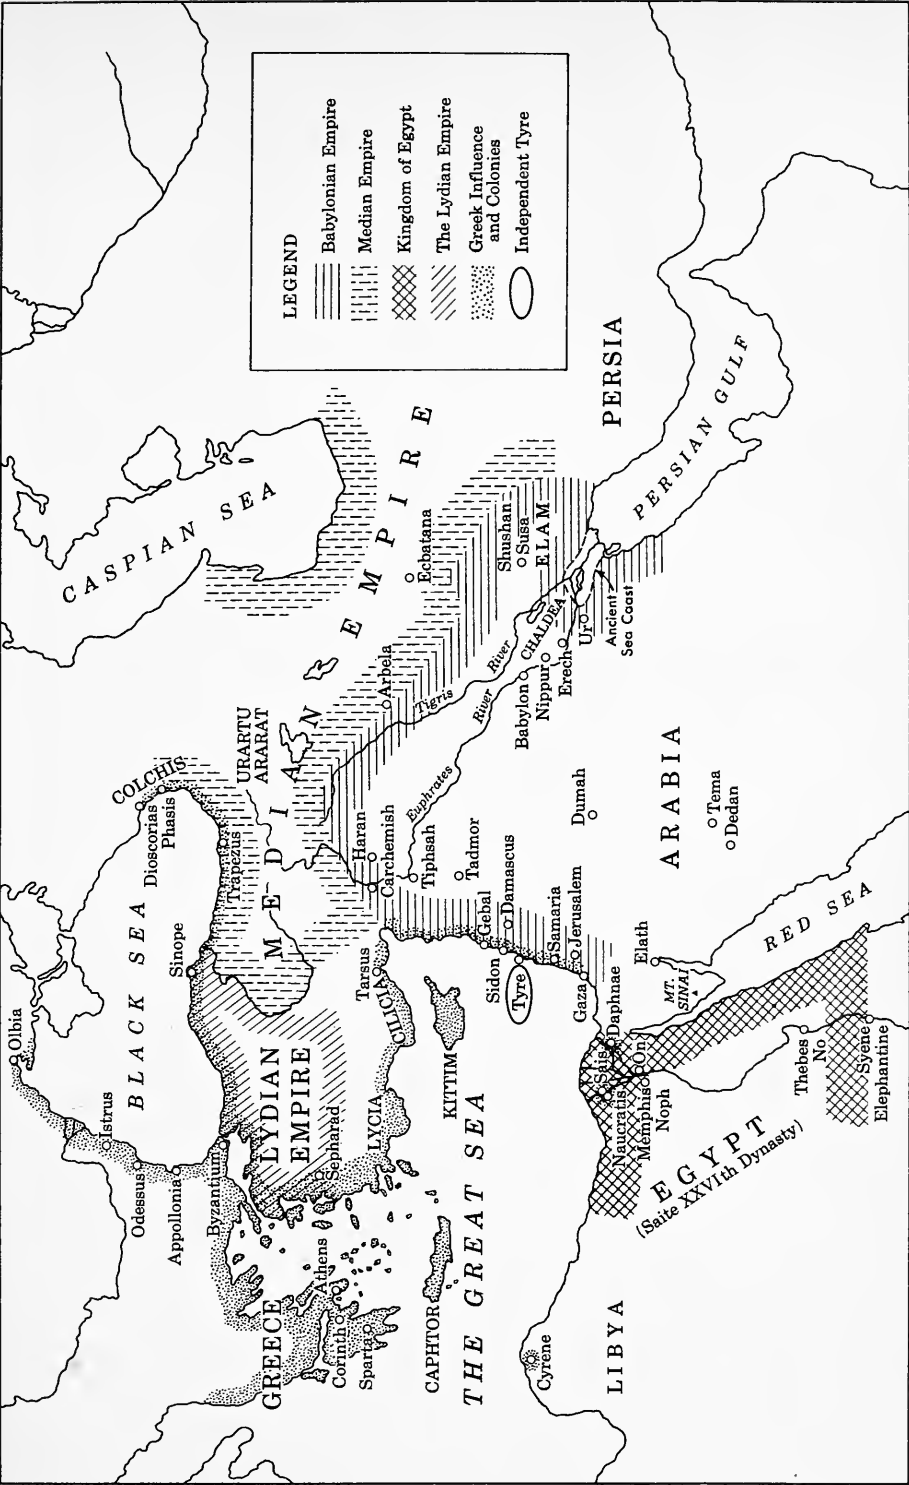 LEGEND
Babylonian Empire
Median Empire
Kingdom of Egypt
The Lydian Empire
Greek Influence
and Colonies
Independent Tyre
Olbia
Istrus
Odessus
Appollonia
Byzantium
BLACK SEA
Sinope
Dioscorias
Phasis
COLCHIS
Trapezus
CASPIAN SEA
URARTU
ARARAT
MEDIAN EMPIRE
LYDIAN
EMPIRE
Sepharad
GREECE
Athens
Corinth
Sparta
LYCIA
CILICIA
Tarsus
Haran
Carchemish
Arbela
Ecbatana
Tigris
River
Euphrates
River
Tiphsah
Tadmor
CAPHTOR
KITTIM
THE GREAT SEA
Gebal
Damascus
Sidon
Tyre
Samaria
Jerusalem
Gaza
Shushan
Susa
ELAM
Babylon
Nippur
Erech
CHALDEA
Ur
Ancient
Sea Coast
PERSIA
PERSIAN GULF
Dumah
ARABIA
Tema
Dedan
Elath
MT.
SINAI
RED SEA
Cyrene
LIBYA
Daphnae
Sais
On
Naucratis
Memphis
Noph
EGYPT
(Saite XXVIth Dynasty)
Thebes
No
Syene
Elephantine